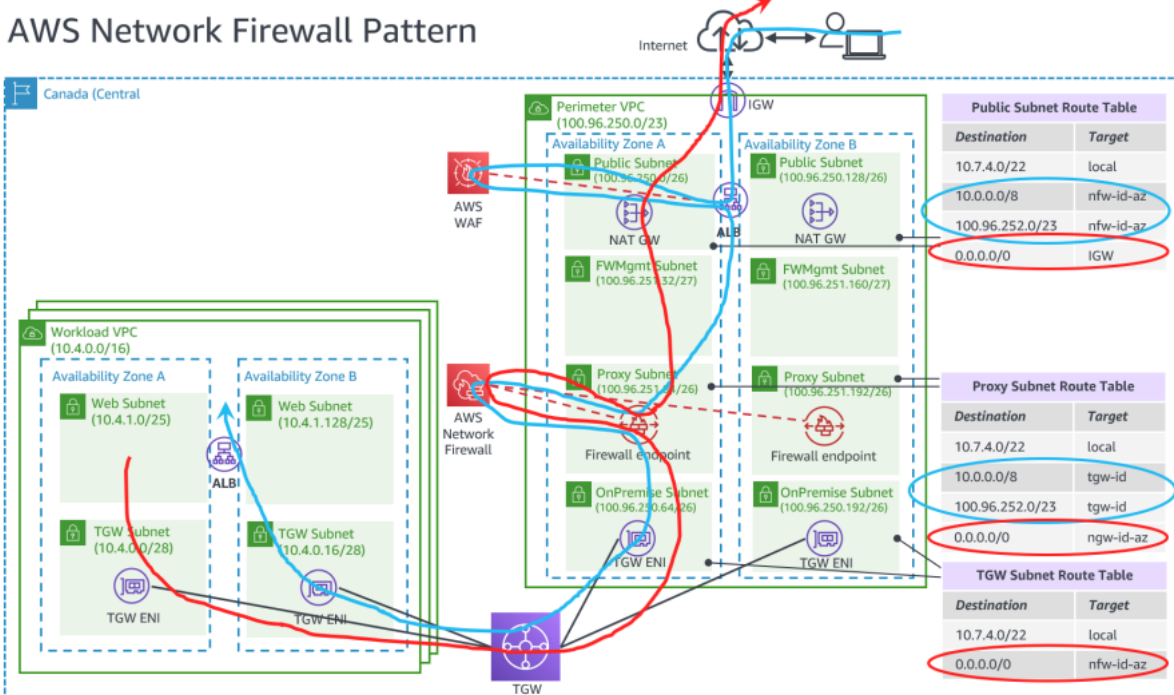 AWS Network Firewall Pattern
Internet
Canada (Central
IGW
Perimeter VPC
(100.96.250.0/23)
Availability Zone A
Public Subnet
(100.96.250.0/26)
NAT GW
FWMgmt Subnet
(100.96.251.32/27)
Proxy Subnet
Firewall endpoint
OnPremise Subnet
(100.96.250.64/26)
TGW ENI
Availability Zone B
Public Subnet
(100.96.250.128/26)
NAT GW
FWMgmt Subnet
(100.96.251.160/27)
Proxy Subnet
(100.96.251.192/26)
Firewall endpoint
OnPremise Subnet
(100.96.250.192/26)
TGW ENI
ALB
AWS
WAF
AWS
Network
Firewall
Workload VPC
(10.4.0.0/16)
Availability Zone A
Web Subnet
(10.4.1.0/25)
TGW Subnet
(10.4.0.0/28)
TGW ENI
Availability Zone B
Web Subnet
(10.4.1.128/25)
TGW Subnet
(10.4.0.16/28)
TGW ENI
ALB
TGW
Public Subnet Route Table
Destination Target
10.7.4.0/22 local
10.0.0.0/8 nfw-id-az
100.96.252.0/23 nfw-id-az
0.0.0.0/0 IGW
Proxy Subnet Route Table
Destination Target
10.7.4.0/22 local
10.0.0.0/8 tgw-id
100.96.252.0/23 tgw-id
0.0.0.0/0 ngw-id-az
TGW Subnet Route Table
Destination Target
10.7.4.0/22 local
0.0.0.0/0 nfw-id-az